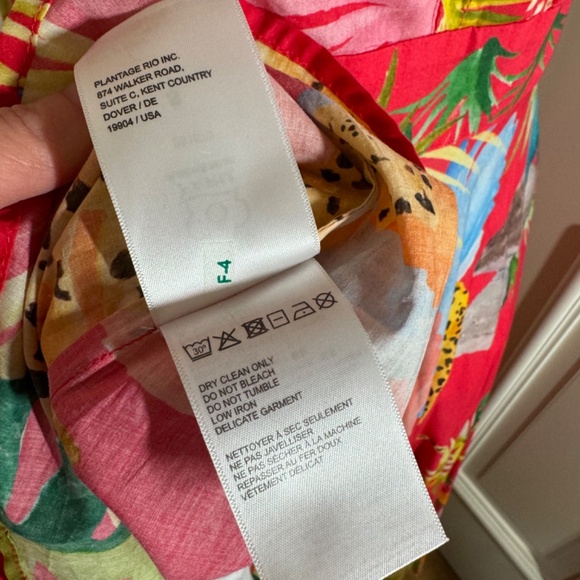 PLANTAGE RIO INC.
874 WALKER ROAD,
SUITE C, KENT COUNTRY
DOVER / DE
19904 / USA
F4
30°
DRY CLEAN ONLY
DO NOT BLEACH
DO NOT TUMBLE
LOW IRON
DELICATE GARMENT
NETTOYER À SEC SEULEMENT
NE PAS JAVELLISER
NE PAS SÉCHER À LA MACHINE
REPASSER AU FER DOUX
VÊTEMENT DÉLICAT